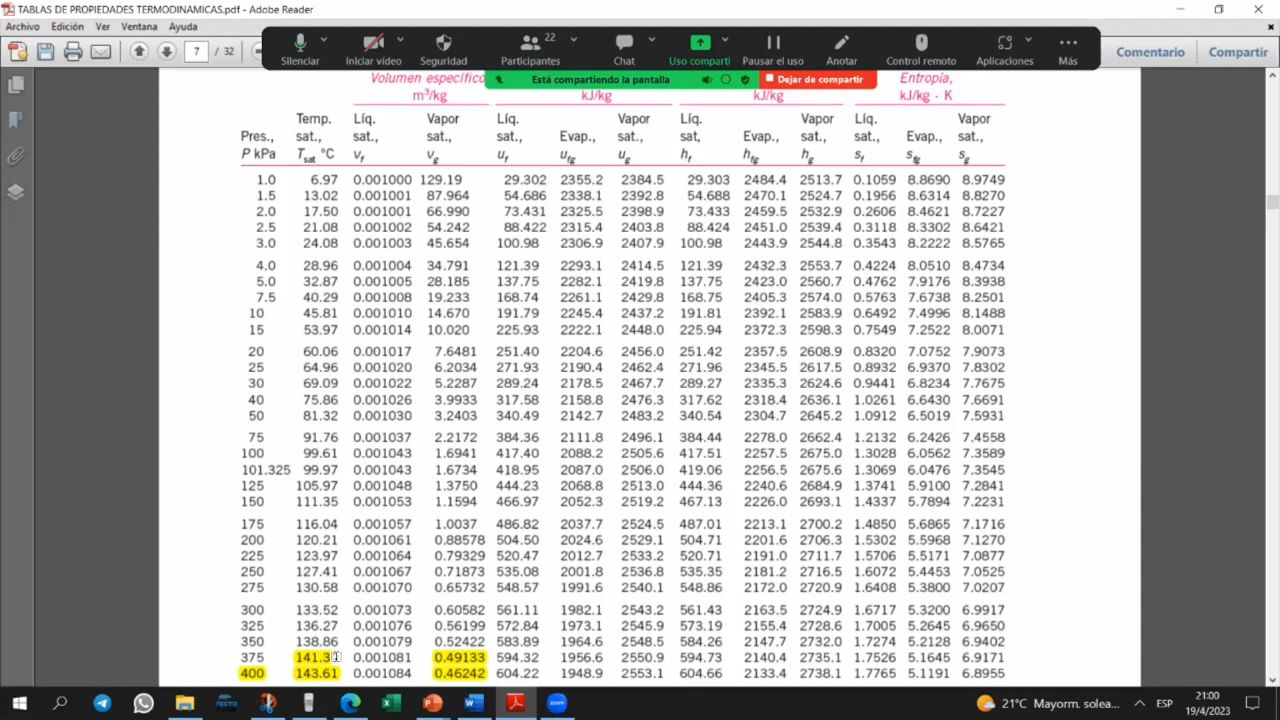 TABLAS DE PROPIEDADES TERMODINAMICAS.pdf - Adobe Reader
Archivo Edición Ver Ventana Ayuda
7 / 32
Silenciar Iniciar vídeo Seguridad Participantes 22 Chat Uso comparti Pausar el uso Anotar Control remoto Aplicaciones Más
Comentario Compartir
Está compartiendo la pantalla Dejar de compartir
Volumen específico Entropía,
m³/kg kJ/kg kJ/kg kJ/kg · K
Temp. Líq. Vapor Líq. Vapor Líq. Vapor Líq. Vapor
Pres., sat., sat., sat., sat., Evap., sat., sat., Evap., sat, sat., Evap., sat.,
P kPa Tsat °C vf vg uf ufg ug hf hfg hg sf sfg sg
1.0 6.97 0.001000 129.19 29.302 2355.2 2384.5 29.303 2484.4 2513.7 0.1059 8.8690 8.9749
1.5 13.02 0.001001 87.964 54.686 2338.1 2392.8 54.688 2470.1 2524.7 0.1956 8.6314 8.8270
2.0 17.50 0.001001 66.990 73.431 2325.5 2398.9 73.433 2459.5 2532.9 0.2606 8.4621 8.7227
2.5 21.08 0.001002 54.242 88.422 2315.4 2403.8 88.424 2451.0 2539.4 0.3118 8.3302 8.6421
3.0 24.08 0.001003 45.654 100.98 2306.9 2407.9 100.98 2443.9 2544.8 0.3543 8.2222 8.5765
4.0 28.96 0.001004 34.791 121.39 2293.1 2414.5 121.39 2432.3 2553.7 0.4224 8.0510 8.4734
5.0 32.87 0.001005 28.185 137.75 2282.1 2419.8 137.75 2423.0 2560.7 0.4762 7.9176 8.3938
7.5 40.29 0.001008 19.233 168.74 2261.1 2429.8 168.75 2405.3 2574.0 0.5763 7.6738 8.2501
10 45.81 0.001010 14.670 191.79 2245.4 2437.2 191.81 2392.1 2583.9 0.6492 7.4996 8.1488
15 53.97 0.001014 10.020 225.93 2222.1 2448.0 225.94 2372.3 2598.3 0.7549 7.2522 8.0071
20 60.06 0.001017 7.6481 251.40 2204.6 2456.0 251.42 2357.5 2608.9 0.8320 7.0752 7.9073
25 64.96 0.001020 6.2034 271.93 2190.4 2462.4 271.96 2345.5 2617.5 0.8932 6.9370 7.8302
30 69.09 0.001022 5.2287 289.24 2178.5 2467.7 289.27 2335.3 2624.6 0.9441 6.8234 7.7675
40 75.86 0.001026 3.9933 317.58 2158.8 2476.3 317.62 2318.4 2636.1 1.0261 6.6430 7.6691
50 81.32 0.001030 3.2403 340.49 2142.7 2483.2 340.54 2304.7 2645.2 1.0912 6.5019 7.5931
75 91.76 0.001037 2.2172 384.36 2111.8 2496.1 384.44 2278.0 2662.4 1.2132 6.2426 7.4558
100 99.61 0.001043 1.6941 417.40 2088.2 2505.6 417.51 2257.5 2675.0 1.3028 6.0562 7.3589
101.325 99.97 0.001043 1.6734 418.95 2087.0 2506.0 419.06 2256.5 2675.6 1.3069 6.0476 7.3545
125 105.97 0.001048 1.3750 444.23 2068.8 2513.0 444.36 2240.6 2684.9 1.3741 5.9100 7.2841
150 111.35 0.001053 1.1594 466.97 2052.3 2519.2 467.13 2226.0 2693.1 1.4337 5.7894 7.2231
175 116.04 0.001057 1.0037 486.82 2037.7 2524.5 487.01 2213.1 2700.2 1.4850 5.6865 7.1716
200 120.21 0.001061 0.88578 504.50 2024.6 2529.1 504.71 2201.6 2706.3 1.5302 5.5968 7.1270
225 123.97 0.001064 0.79329 520.47 2012.7 2533.2 520.71 2191.0 2711.7 1.5706 5.5171 7.0877
250 127.41 0.001067 0.71873 535.08 2001.8 2536.8 535.35 2181.2 2716.5 1.6072 5.4453 7.0525
275 130.58 0.001070 0.65732 548.57 1991.6 2540.1 548.86 2172.0 2720.9 1.6408 5.3800 7.0207
300 133.52 0.001073 0.60582 561.11 1982.1 2543.2 561.43 2163.5 2724.9 1.6717 5.3200 6.9917
325 136.27 0.001076 0.56199 572.84 1973.1 2545.9 573.19 2155.4 2728.6 1.7005 5.2645 6.9650
350 138.86 0.001079 0.52422 583.89 1964.6 2548.5 584.26 2147.7 2732.0 1.7274 5.2128 6.9402
375 141.3 0.001081 0.49133 594.32 1956.6 2550.9 594.73 2140.4 2735.1 1.7526 5.1645 6.9171
400 143.61 0.001084 0.46242 604.22 1948.9 2553.1 604.66 2133.4 2738.1 1.7765 5.1191 6.8955
21°C Mayorm. solea... ESP 21:00
19/4/2023